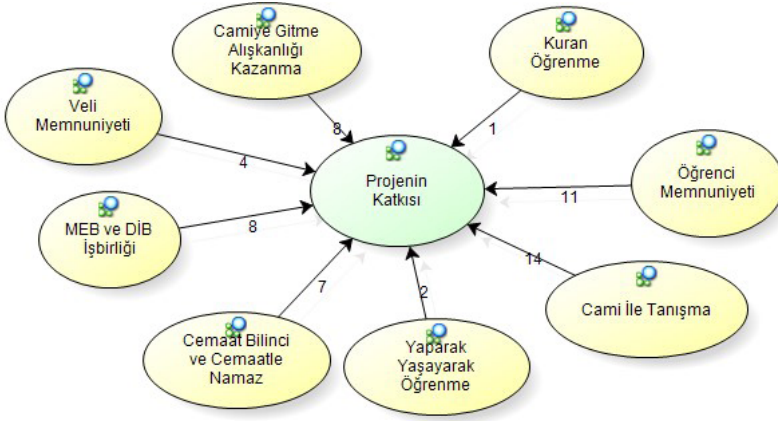 Camiye Gitme
Alışkanlığı
Kazanma
Kuran
Öğrenme
Veli
Memnuniyeti
8
1
4
Projenin
Katkısı
Öğrenci
Memnuniyeti
11
MEB ve DİB
İşbirliği
8
14
Cami İle Tanışma
7
2
Cemaat Bilinci
ve Cemaatle
Namaz
Yaparak
Yaşayarak
Öğrenme